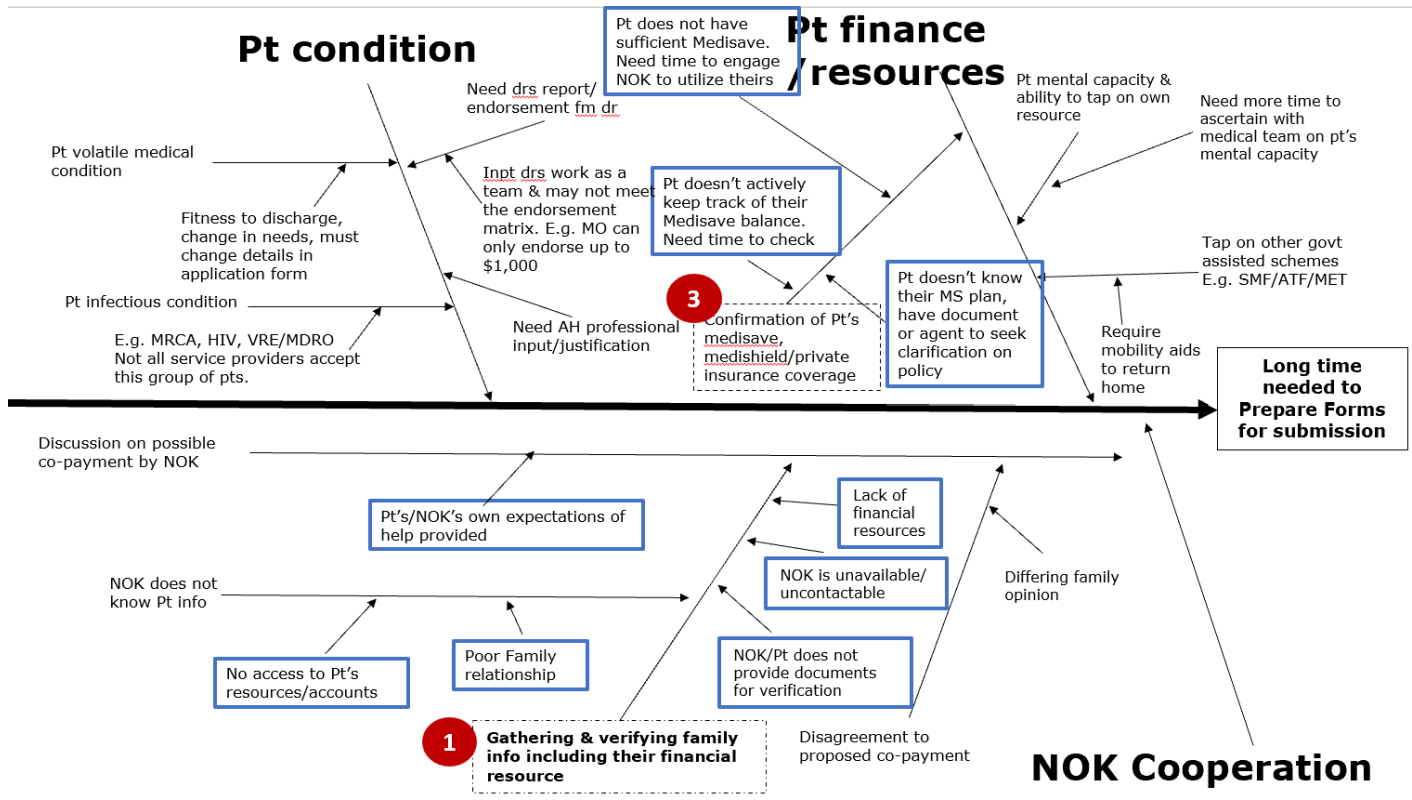 Pt condition
Pt does not have
sufficient Medisave.
Need time to engage
NOK to utilize theirs
Pt finance
/resources
Need drs report/
endorsement fm dr
Pt mental capacity &
ability to tap on own
resource
Need more time to
ascertain with
medical team on pt's
mental capacity
Pt volatile medical
condition
Inpt drs work as a
team & may not meet
the endorsement
matrix. E.g. MO can
only endorse up to
$1,000
Pt doesn't actively
keep track of their
Medisave balance.
Need time to check
Fitness to discharge,
change in needs, must
change details in
application form
Tap on other govt
assisted schemes
E.g. SMF/ATF/MET
Pt doesn't know
their MS plan,
have document
or agent to seek
clarification on
policy
Pt infectious condition
3
Confirmation of Pt's
medisave,
medishield/private
insurance coverage
Need AH professional
input/justification
E.g. MRCA, HIV, VRE/MDRO
Not all service providers accept
this group of pts.
Require
mobility aids
to return
home
Long time
needed to
Prepare Forms
for submission
Discussion on possible
co-payment by NOK
Pt's/NOK's own expectations of
help provided
Lack of
financial
resources
NOK is unavailable/
uncontactable
Differing family
opinion
NOK does not
know Pt info
No access to Pt's
resources/accounts
Poor Family
relationship
NOK/Pt does not
provide documents
for verification
1
Gathering & verifying family
info including their financial
resource
Disagreement to
proposed co-payment
NOK Cooperation